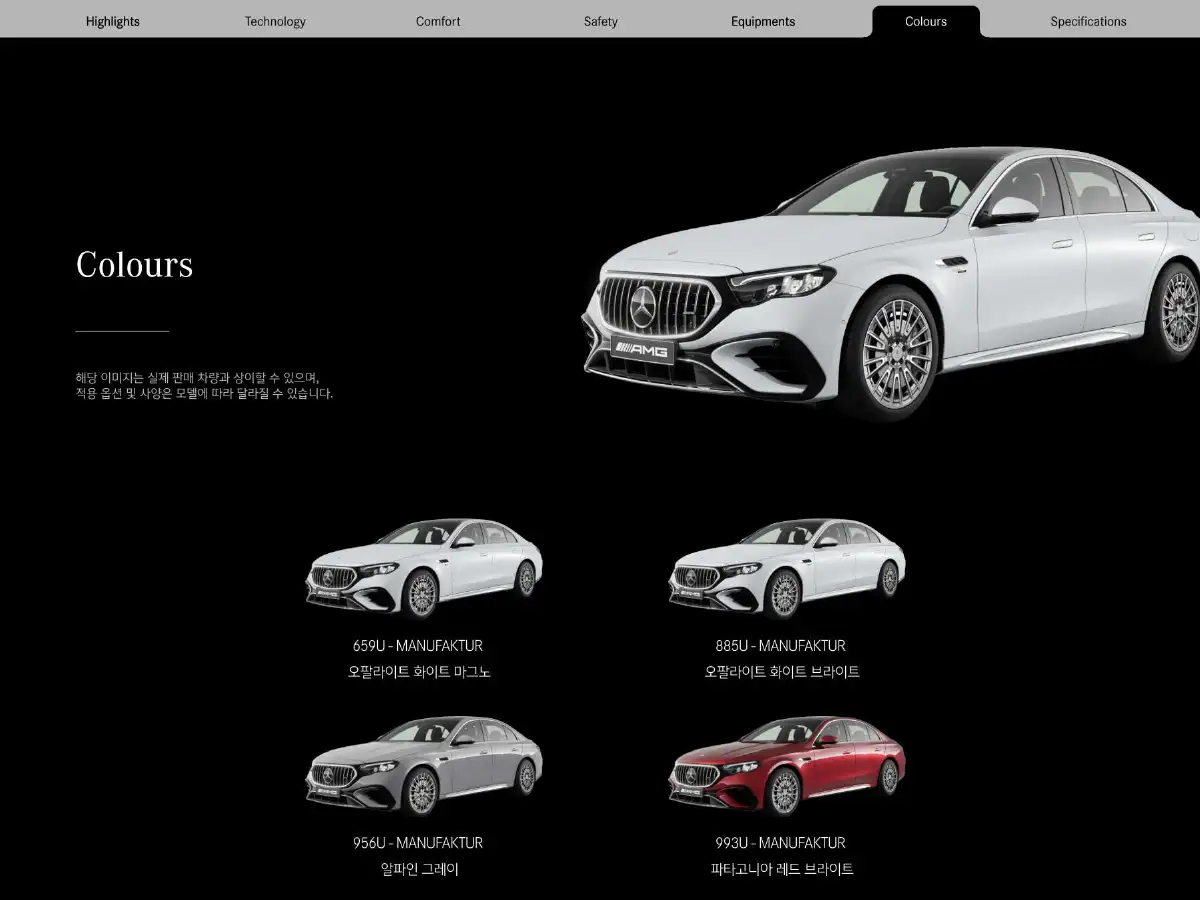 Highlights
Technology
Comfort
Safety
Equipments
Colours
Specifications
Colours
해당 이미지는 실제 판매 차량과 상이할 수 있으며,
적용 옵션 및 사양은 모델에 따라 달라질 수 있습니다.
AMG
659U - MANUFAKTUR
오팔라이트 화이트 마그노
885U - MANUFAKTUR
오팔라이트 화이트 브라이트
956U - MANUFAKTUR
알파인 그레이
993U - MANUFAKTUR
파타고니아 레드 브라이트